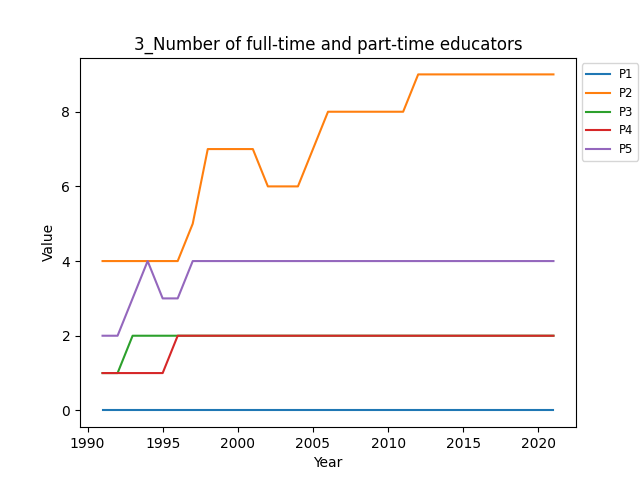 3_Number of full-time and part-time educators
P1
P2
P3
P4
P5
Value
8
6
4
2
0
1990 1995 2000 2005 2010 2015 2020
Year